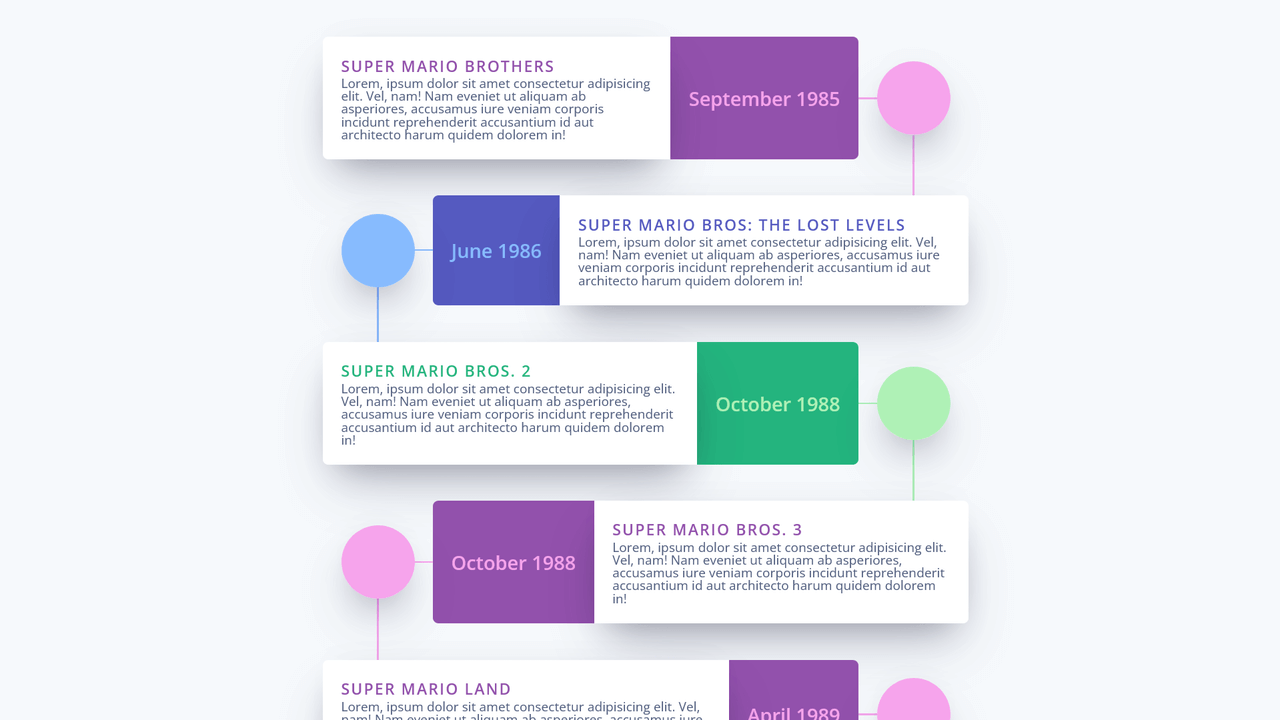 SUPER MARIO BROTHERS
Lorem, ipsum dolor sit amet consectetur adipisicing
elit. Vel, nam! Nam eveniet ut aliquam ab
asperiores, accusamus iure veniam corporis
incidunt reprehenderit accusantium id aut
architecto harum quidem dolorem in!
September 1985
June 1986
SUPER MARIO BROS: THE LOST LEVELS
Lorem, ipsum dolor sit amet consectetur adipisicing elit. Vel,
nam! Nam eveniet ut aliquam ab asperiores, accusamus iure
veniam corporis incidunt reprehenderit accusantium id aut
architecto harum quidem dolorem in!
SUPER MARIO BROS. 2
Lorem, ipsum dolor sit amet consectetur adipisicing elit.
Vel, nam! Nam eveniet ut aliquam ab asperiores,
accusamus iure veniam corporis incidunt reprehenderit
accusantium id aut architecto harum quidem dolorem
in!
October 1988
October 1988
SUPER MARIO BROS. 3
Lorem, ipsum dolor sit amet consectetur adipisicing elit.
Vel, nam! Nam eveniet ut aliquam ab asperiores,
accusamus iure veniam corporis incidunt reprehenderit
accusantium id aut architecto harum quidem dolorem
in!
SUPER MARIO LAND
Lorem, ipsum dolor sit amet consectetur adipisicing elit. Vel,
nam! Nam eveniet ut aliquam ab asperiores, accusamus iure
April 1989